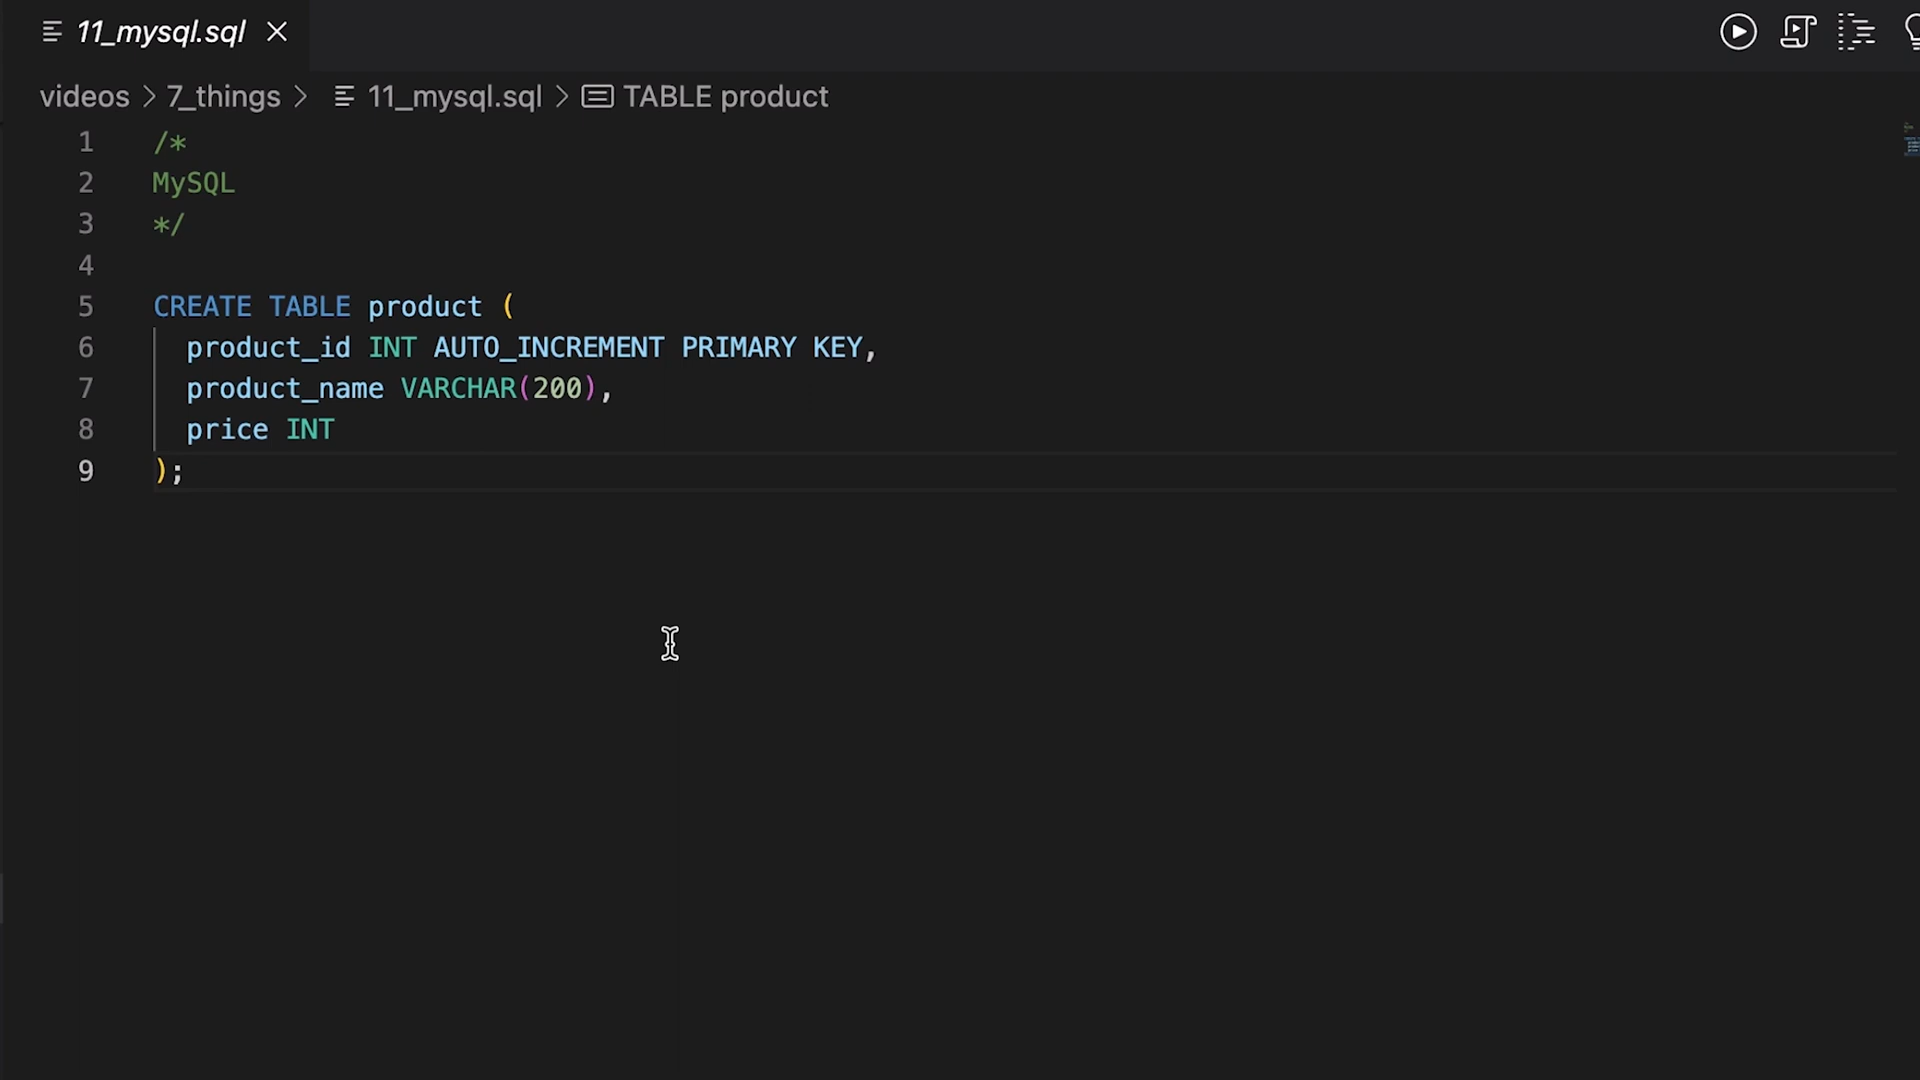 11_mysql.sql
videos > 7_things > 11_mysql.sql > TABLE product
1 /*
2 MySQL
3 */
4
5 CREATE TABLE product (
6 product_id INT AUTO_INCREMENT PRIMARY KEY,
7 product_name VARCHAR(200),
8 price INT
9 );